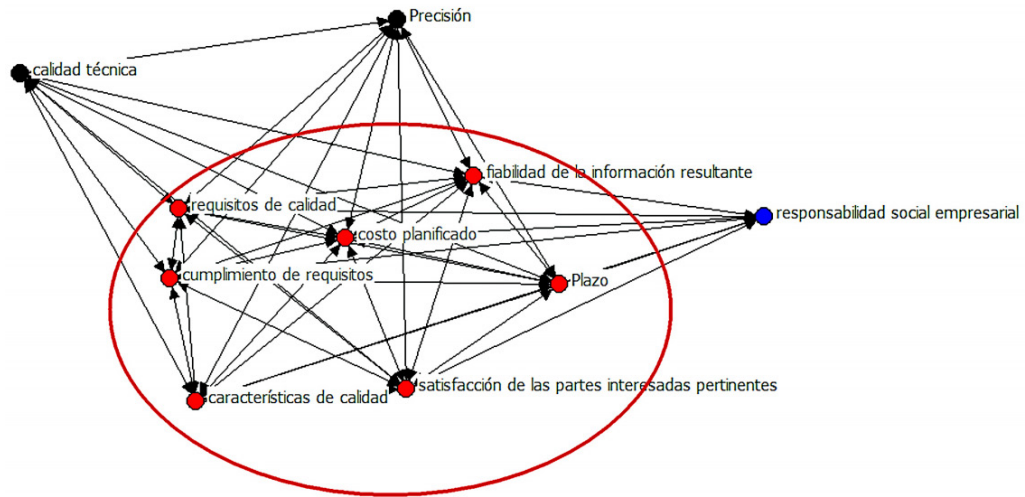 Precisión
calidad técnica
fiabilidad de la información resultante
requisitos de calidad
responsabilidad social empresarial
costo planificado
cumplimiento de requisitos
Plazo
satisfacción de las partes interesadas pertinentes
características de calidad